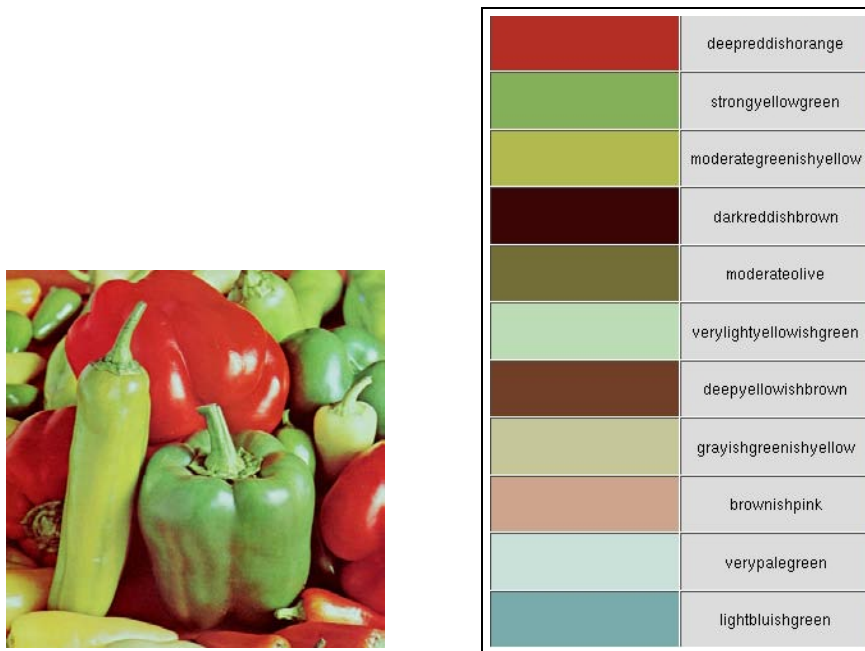 deepreddishorange
strongyellowgreen
moderategreenishyellow
darkreddishbrown
moderateolive
verylightyellowishgreen
deepyellowishbrown
grayishgreenishyellow
brownishpink
verypalegreen
lightbluishgreen